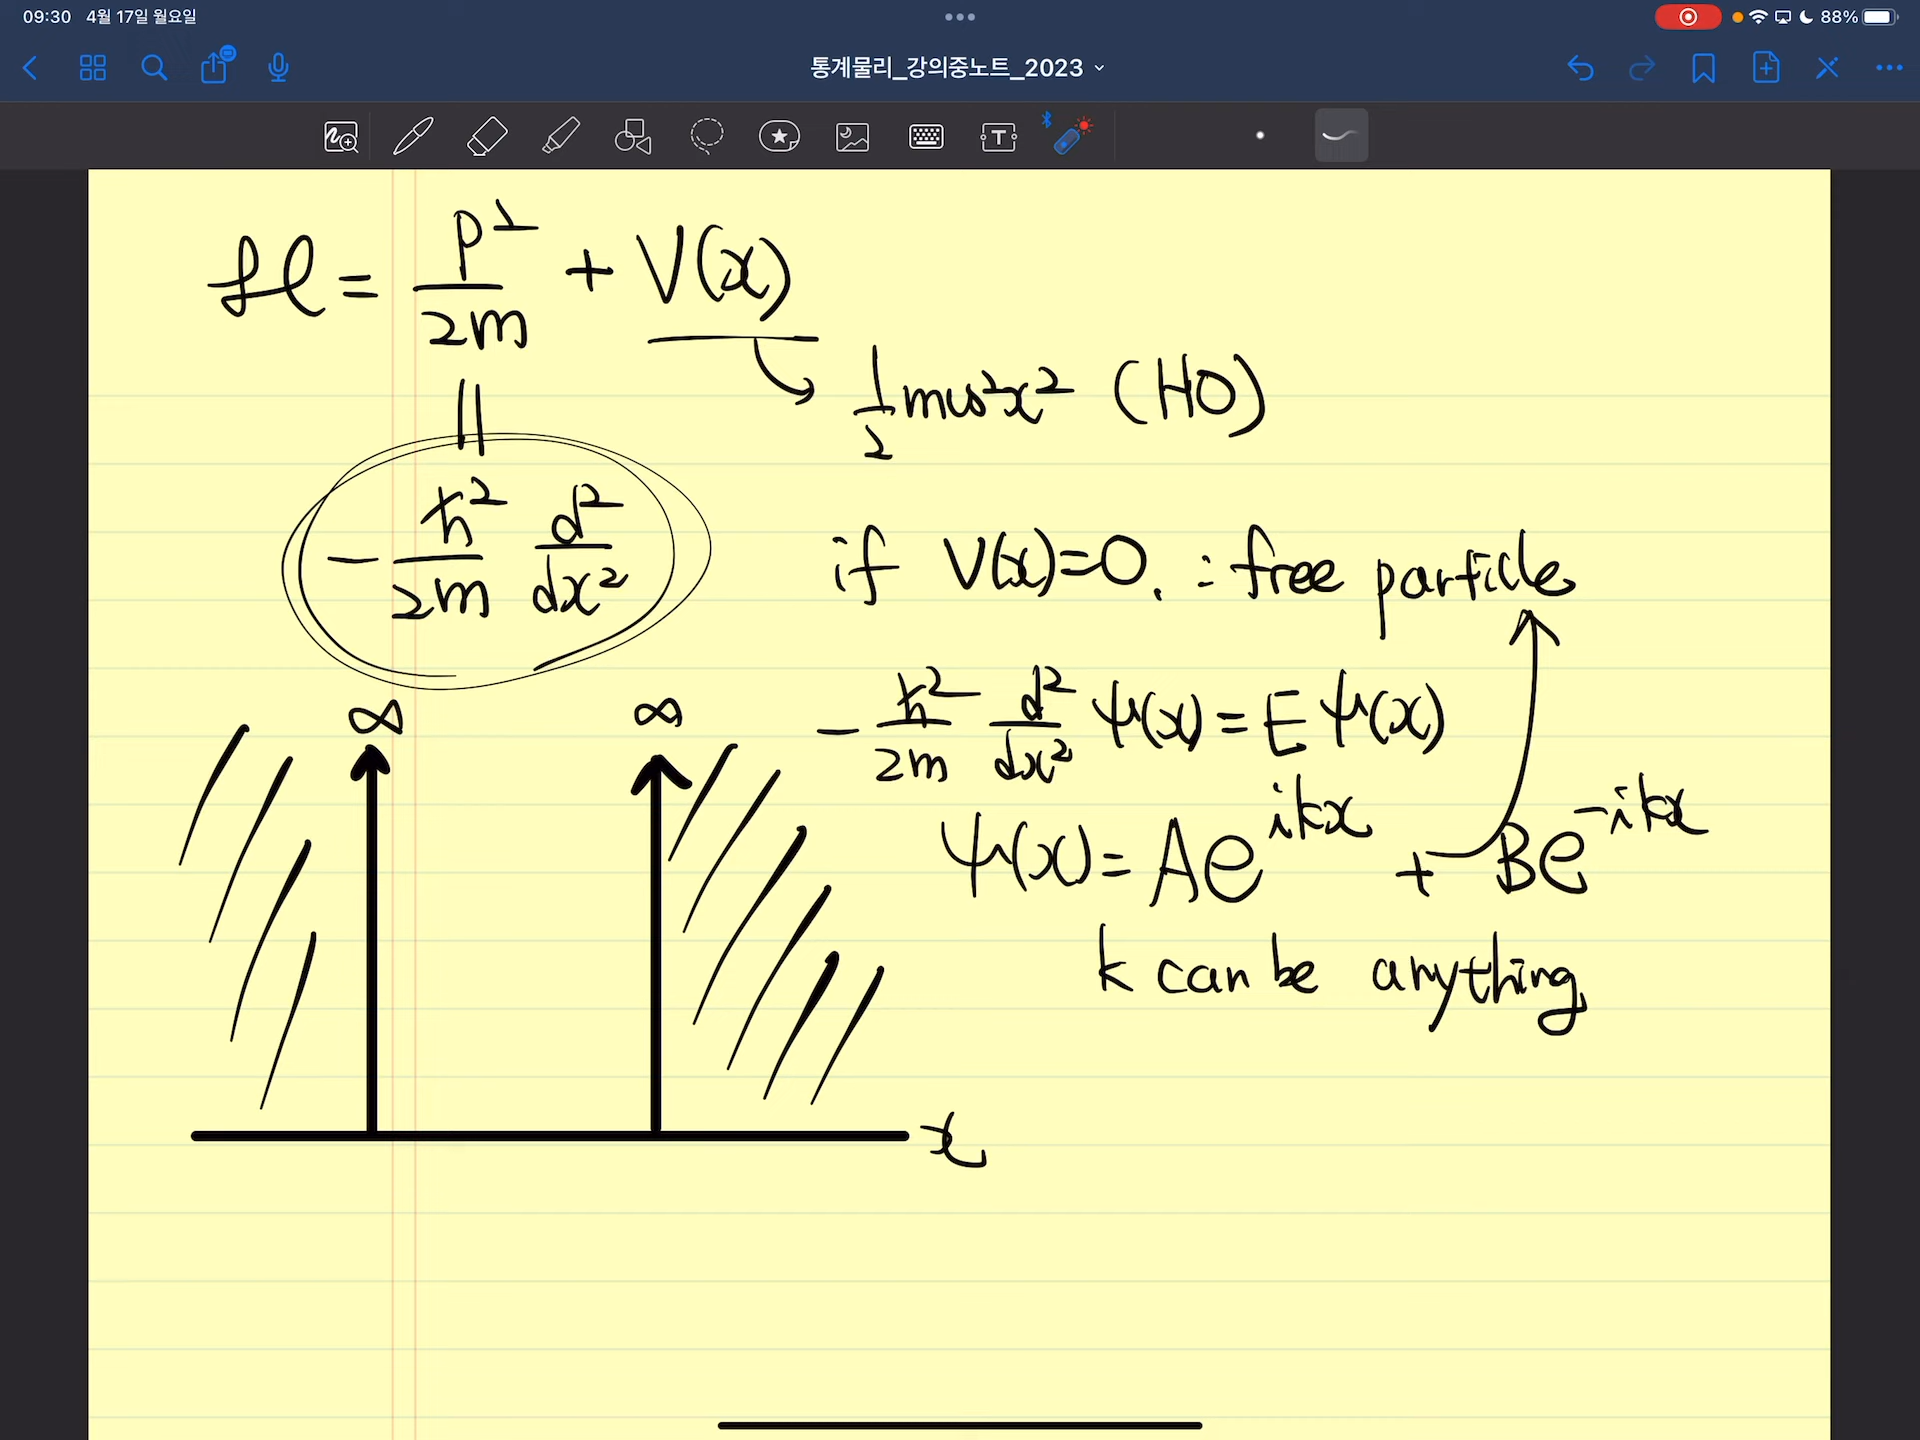 09:30 4월 17일 월요일
88%
통계물리_강의중노트_2023
ℋ = p²/2m + V(x)
½mω²x² (HO)
||
-ħ²/2m d²/dx²
if V(x)=0. : free particle
-ħ²/2m d²/dx² ψ(x) = E ψ(x)
ψ(x) = Ae^{ikx} + Be^{-ikx}
k can be anything
∞ ∞
x